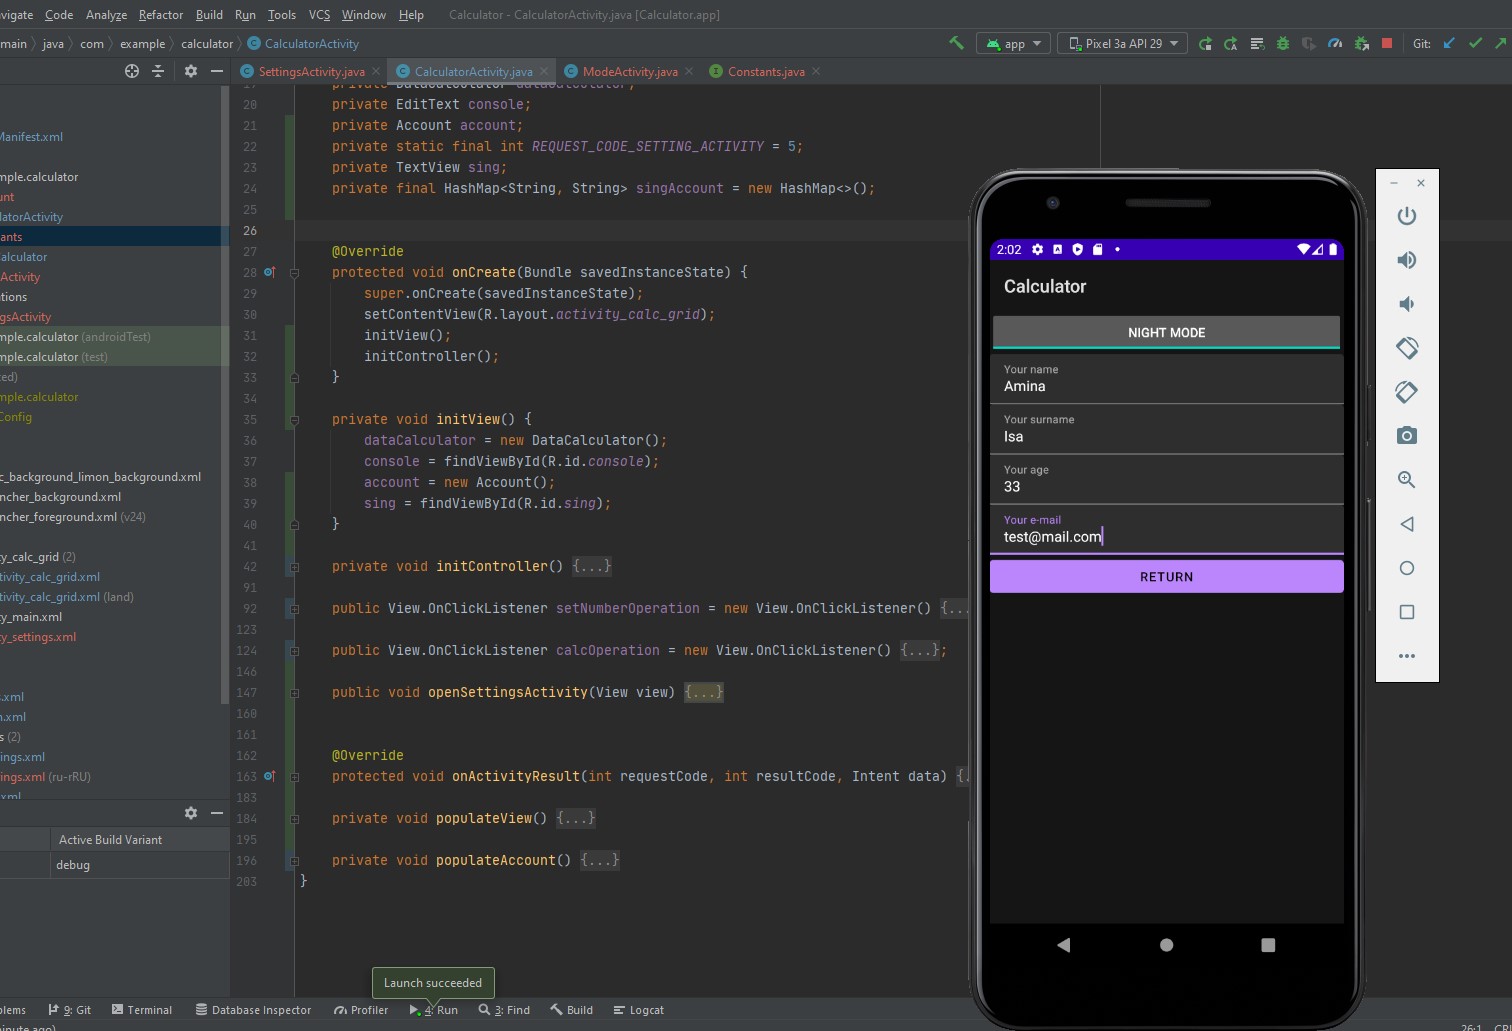 vigate Code Analyze Refactor Build Run Tools VCS Window Help Calculator - CalculatorActivity.java [Calculator.app]
main java com example calculator CalculatorActivity app Pixel 3a API 29 Git:
SettingsActivity.java CalculatorActivity.java ModeActivity.java Constants.java
Manifest.xml
mple.calculator
unt
latorActivity
ants
Calculator
Activity
tions
gsActivity
mple.calculator (androidTest)
mple.calculator (test)
ted)
mple.calculator
Config
c_background_limon_background.xml
ncher_background.xml
ncher_foreground.xml (v24)
ty_calc_grid (2)
tivity_calc_grid.xml
tivity_calc_grid.xml (land)
ty_main.xml
ty_settings.xml
s.xml
n.xml
s (2)
ings.xml
ings.xml (ru-rRU)
Active Build Variant
debug
20 private EditText console;
21 private Account account;
22 private static final int REQUEST_CODE_SETTING_ACTIVITY = 5;
23 private TextView sing;
24 private final HashMap<String, String> singAccount = new HashMap<>();
25
26
27 @Override
28 protected void onCreate(Bundle savedInstanceState) {
29 super.onCreate(savedInstanceState);
30 setContentView(R.layout.activity_calc_grid);
31 initView();
32 initController();
33 }
34
35 private void initView() {
36 dataCalculator = new DataCalculator();
37 console = findViewById(R.id.console);
38 account = new Account();
39 sing = findViewById(R.id.sing);
40 }
41
42 private void initController() {...}
91
92 public View.OnClickListener setNumberOperation = new View.OnClickListener() {...
123
124 public View.OnClickListener calcOperation = new View.OnClickListener() {...};
146
147 public void openSettingsActivity(View view) {...}
160
161
162 @Override
163 protected void onActivityResult(int requestCode, int resultCode, Intent data) {.
183
184 private void populateView() {...}
195
196 private void populateAccount() {...}
203 }
2:02
Calculator
NIGHT MODE
Your name
Amina
Your surname
Isa
Your age
33
Your e-mail
test@mail.com
RETURN
Launch succeeded
blems 9: Git Terminal Database Inspector Profiler 4: Run 3: Find Build Logcat
inute ago) 26:1